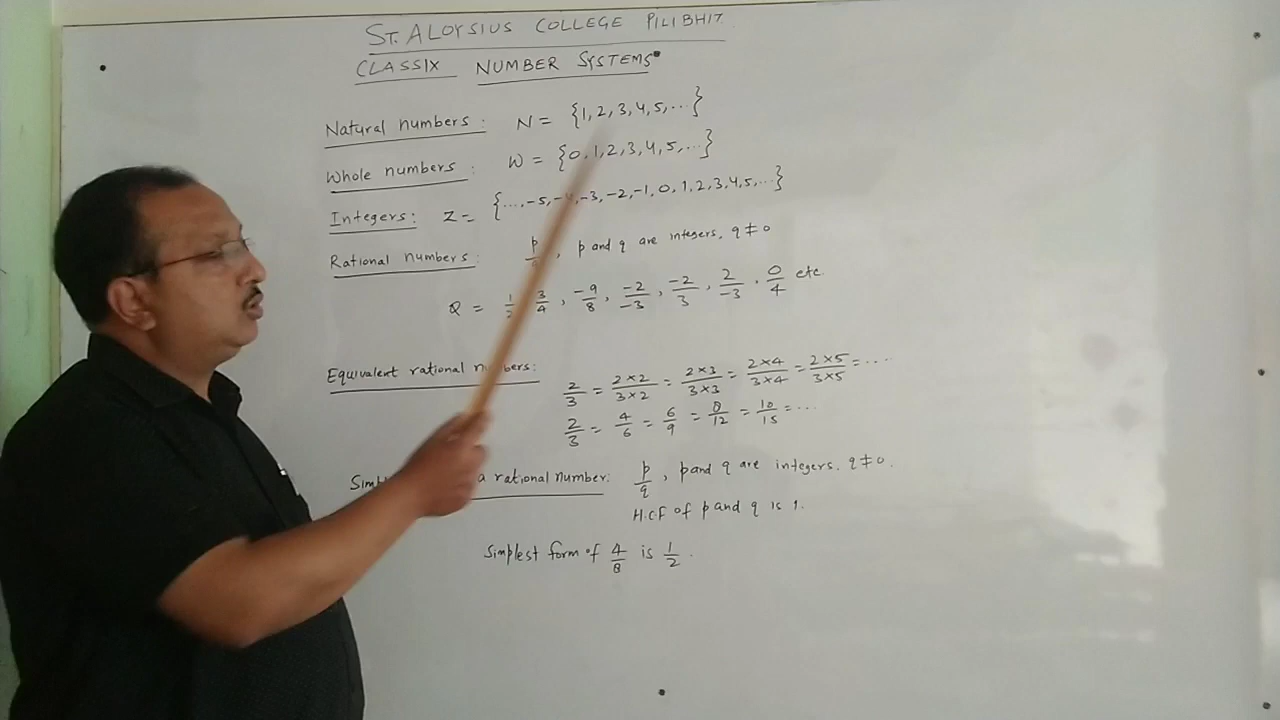 ST. ALOYSIUS COLLEGE PILIBHIT.
CLASS IX NUMBER SYSTEMS
Natural numbers: N = {1, 2, 3, 4, 5, ...}
Whole numbers: W = {0, 1, 2, 3, 4, 5, ...}
Integers: Z = {..., -5, -4, -3, -2, -1, 0, 1, 2, 3, 4, 5, ...}
Rational numbers: p/, p and q are integers, q ≠ 0
Q = 1/, 3/4, -9/8, -2/-3, -2/3, 2/-3, 0/4 etc
Equivalent rational numbers: 2/3 = 2×2/3×2 = 2×3/3×3 = 2×4/3×4 = 2×5/3×5 = ....
2/3 = 4/6 = 6/9 = 8/12 = 10/15 = ...
a rational number: p/q, p and q are integers, q ≠ 0.
H.C.F of p and q is 1.
Simplest form of 4/8 is 1/2.